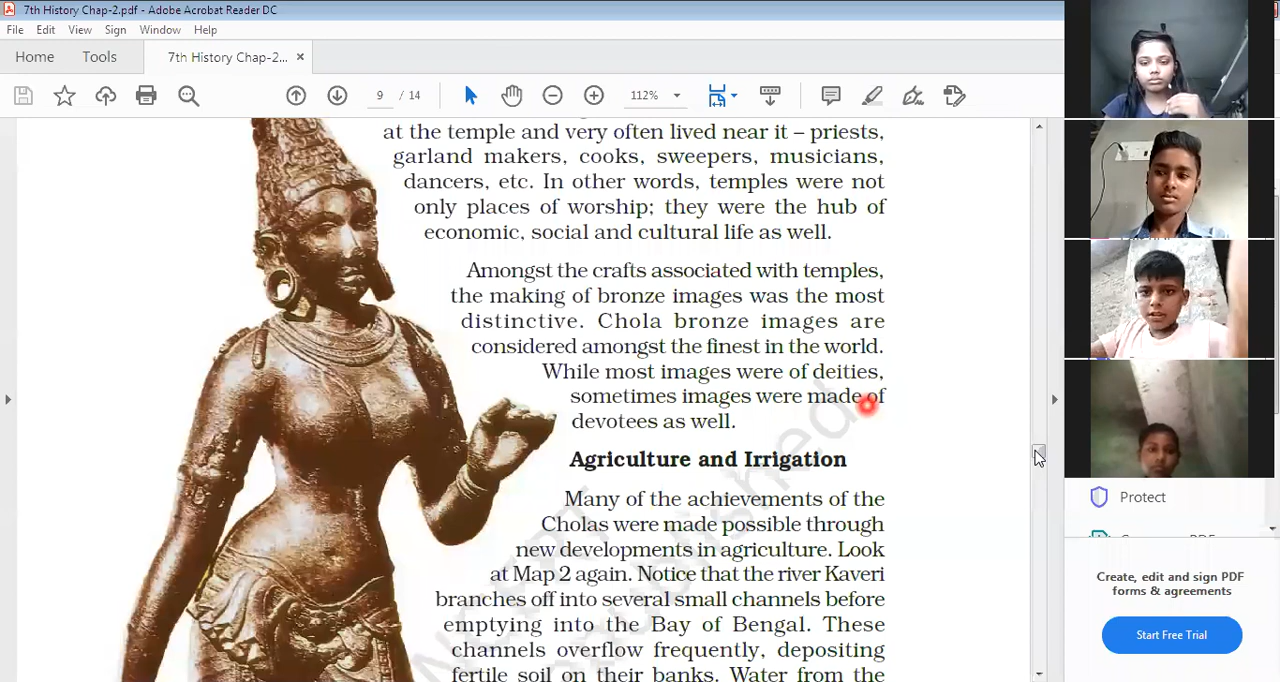 7th History Chap-2.pdf - Adobe Acrobat Reader DC
File Edit View Sign Window Help
Home Tools 7th History Chap-2... ×
9 / 14 112%
at the temple and very often lived near it – priests,
garland makers, cooks, sweepers, musicians,
dancers, etc. In other words, temples were not
only places of worship; they were the hub of
economic, social and cultural life as well.
Amongst the crafts associated with temples,
the making of bronze images was the most
distinctive. Chola bronze images are
considered amongst the finest in the world.
While most images were of deities,
sometimes images were made of
devotees as well.
Agriculture and Irrigation
Many of the achievements of the
Cholas were made possible through
new developments in agriculture. Look
at Map 2 again. Notice that the river Kaveri
branches off into several small channels before
emptying into the Bay of Bengal. These
channels overflow frequently, depositing
fertile soil on their banks. Water from the
Protect
Create, edit and sign PDF
forms & agreements
Start Free Trial